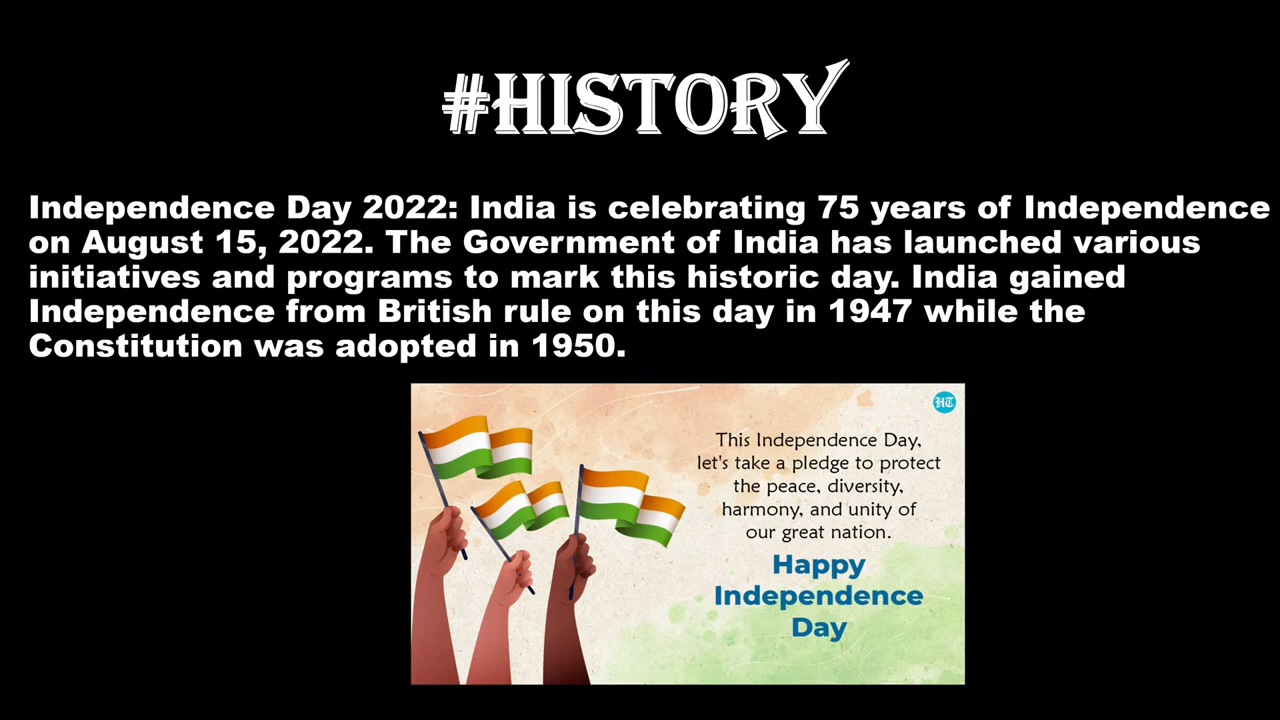 #HISTORY
Independence Day 2022: India is celebrating 75 years of Independence
on August 15, 2022. The Government of India has launched various
initiatives and programs to mark this historic day. India gained
Independence from British rule on this day in 1947 while the
Constitution was adopted in 1950.
HT
This Independence Day,
let's take a pledge to protect
the peace, diversity,
harmony, and unity of
our great nation.
Happy
Independence
Day